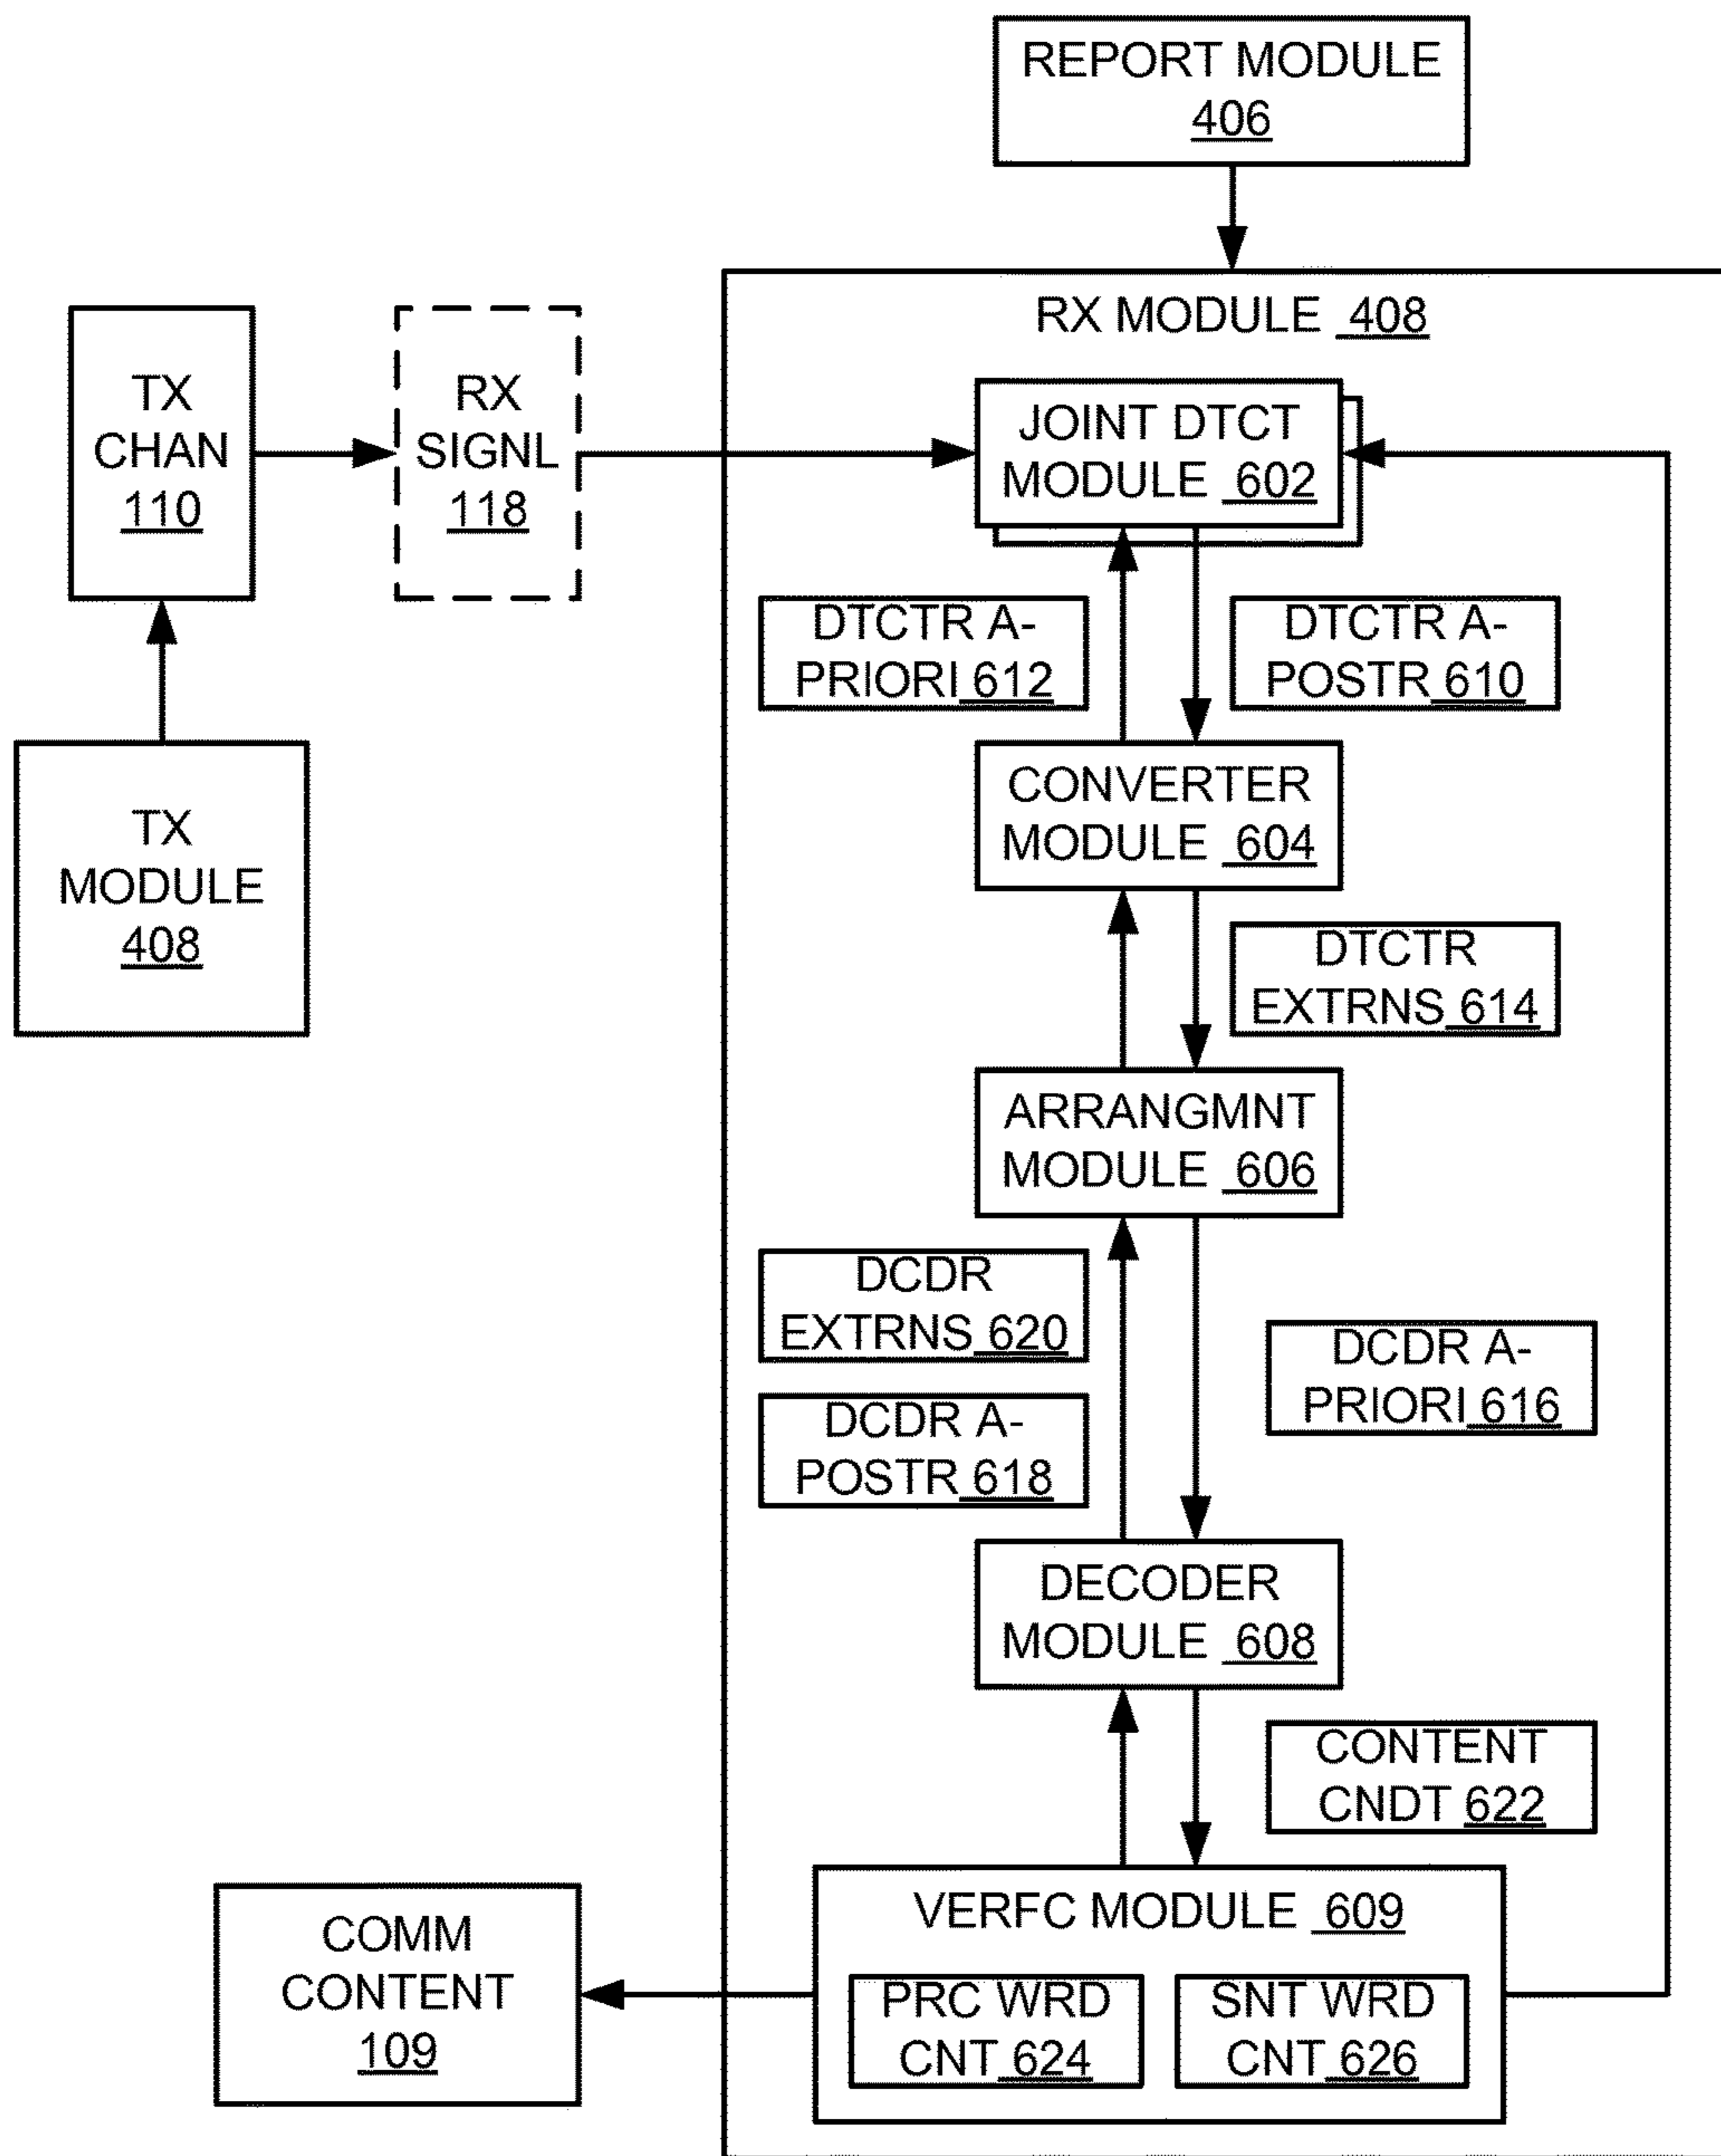 REPORT MODULE
406
RX MODULE 408
TX
CHAN
110
RX
SIGNL
118
JOINT DTCT
MODULE 602
DTCTR A-
PRIORI 612
DTCTR A-
POSTR 610
TX
MODULE
408
CONVERTER
MODULE 604
DTCTR
EXTRNS 614
ARRANGMNT
MODULE 606
DCDR
EXTRNS 620
DCDR A-
PRIORI 616
DCDR A-
POSTR 618
DECODER
MODULE 608
CONTENT
CNDT 622
VERFC MODULE 609
COMM
CONTENT
109
PRC WRD
CNT 624
SNT WRD
CNT 626